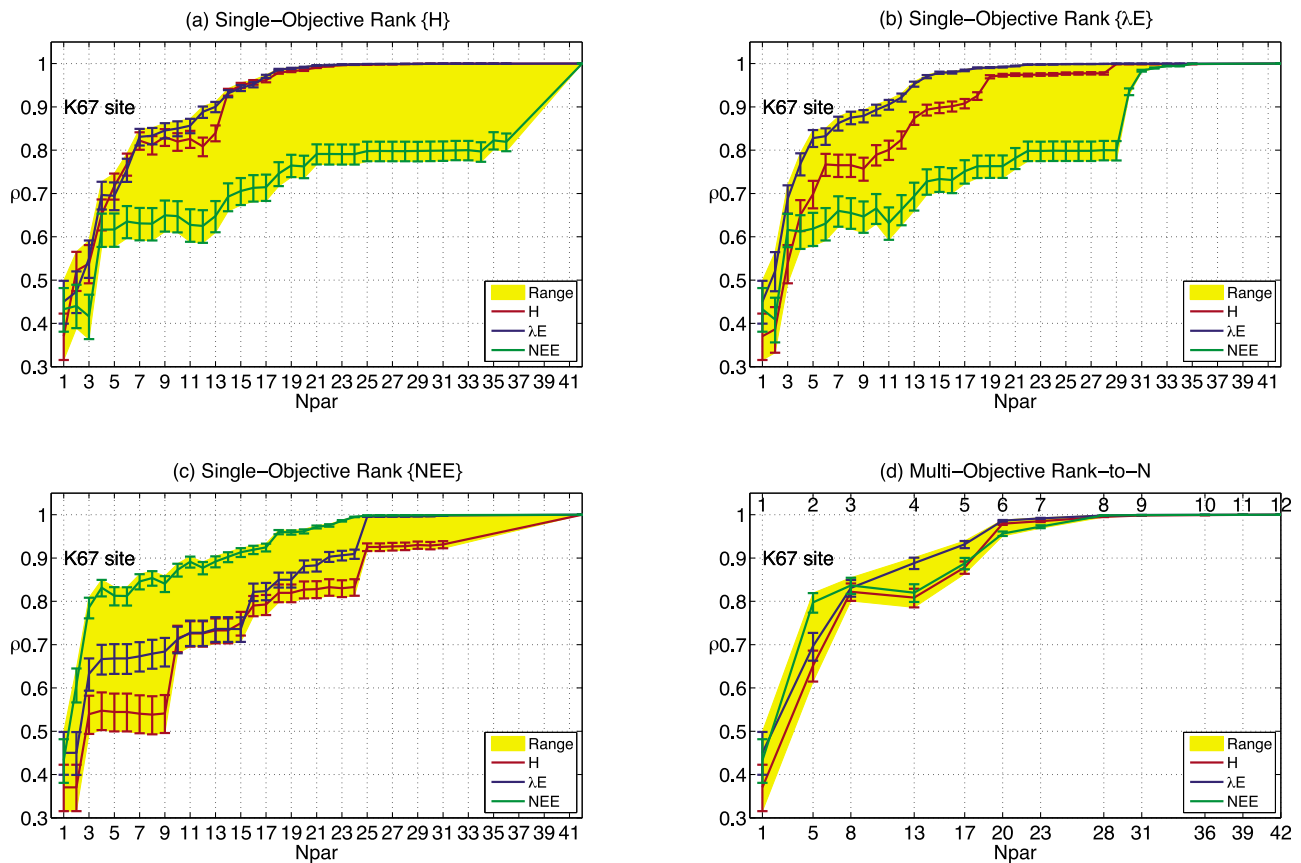 (a) Single−Objective Rank {H}
1
0.9
0.8
0.7
ρ
0.6
0.5
0.4
0.3
K67 site
Range
H
λE
NEE
1 3 5 7 9 11 13 15 17 19 21 23 25 27 29 31 33 35 37 39 41
Npar
(b) Single−Objective Rank {λE}
1
0.9
0.8
0.7
ρ
0.6
0.5
0.4
0.3
K67 site
Range
H
λE
NEE
1 3 5 7 9 11 13 15 17 19 21 23 25 27 29 31 33 35 37 39 41
Npar
(c) Single−Objective Rank {NEE}
1
0.9
0.8
0.7
ρ
0.6
0.5
0.4
0.3
K67 site
Range
H
λE
NEE
1 3 5 7 9 11 13 15 17 19 21 23 25 27 29 31 33 35 37 39 41
Npar
(d) Multi−Objective Rank−to−N
1 2 3 4 5 6 7 8 9 10 11 12
1
0.9
0.8
0.7
ρ
0.6
0.5
0.4
0.3
K67 site
Range
H
λE
NEE
1 5 8 13 17 20 23 28 31 36 39 42
Npar